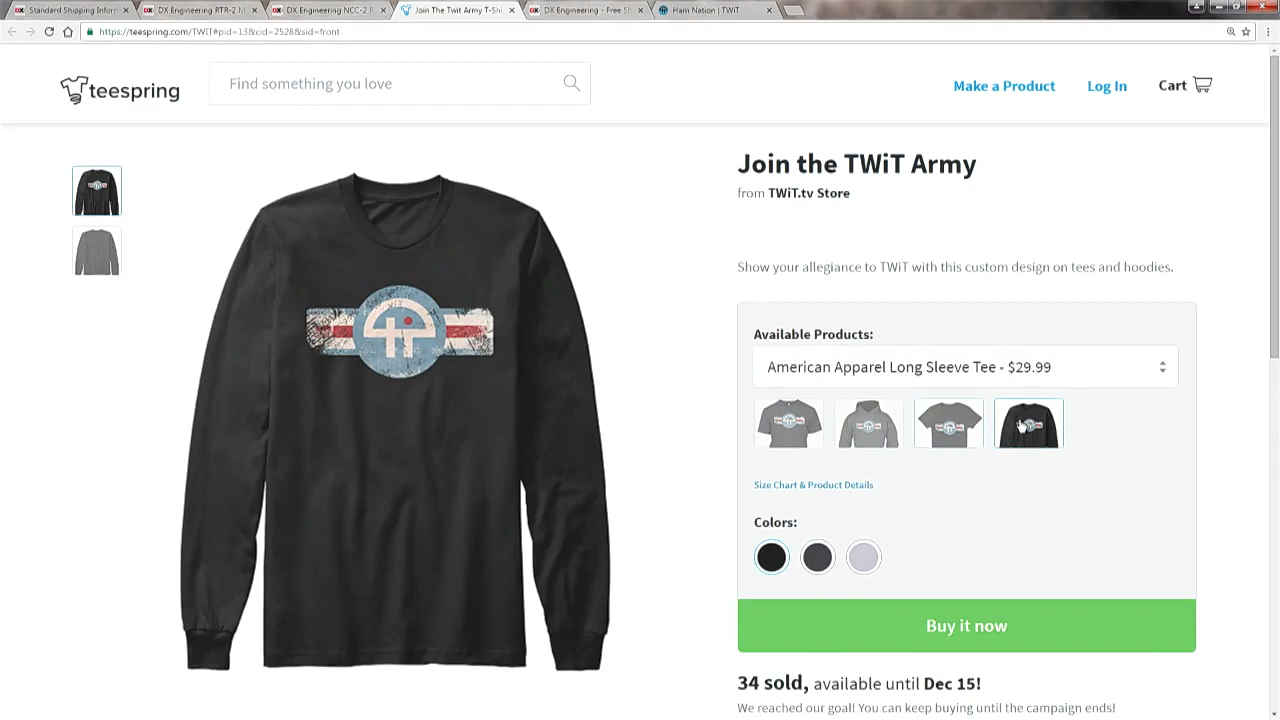 Standard Shipping Inform
DX Engineering RTR-2 M
DX Engineering NCC-2 R
Join The Twit Army T-Shi
DX Engineering - Free Sh
Ham Nation | TWiT
https://teespring.com/TWIT#pid=13&cid=2528&sid=front
teespring
Find something you love
Make a Product
Log In
Cart
Join the TWiT Army
from TWiT.tv Store
Show your allegiance to TWiT with this custom design on tees and hoodies.
Available Products:
American Apparel Long Sleeve Tee - $29.99
Size Chart & Product Details
Colors:
Buy it now
34 sold, available until Dec 15!
We reached our goal! You can keep buying until the campaign ends!